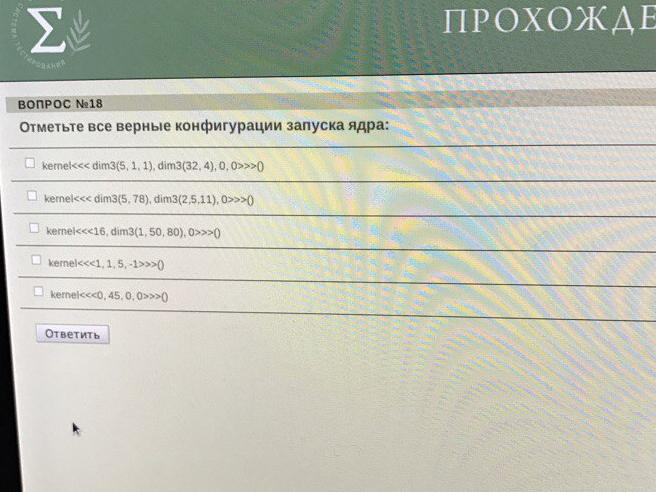 СИСТЕМА ТЕСТИРОВАНИЯ
Σ
ПРОХОЖДЕ
ВОПРОС №18
Отметьте все верные конфигурации запуска ядра:
kernel<<< dim3(5, 1, 1), dim3(32, 4), 0, 0>>>()
kernel<<< dim3(5, 78), dim3(2,5,11), 0>>>()
kernel<<<16, dim3(1, 50, 80), 0>>>()
kernel<<<1, 1, 5, -1>>>()
kernel<<<0, 45, 0, 0>>>()
Ответить